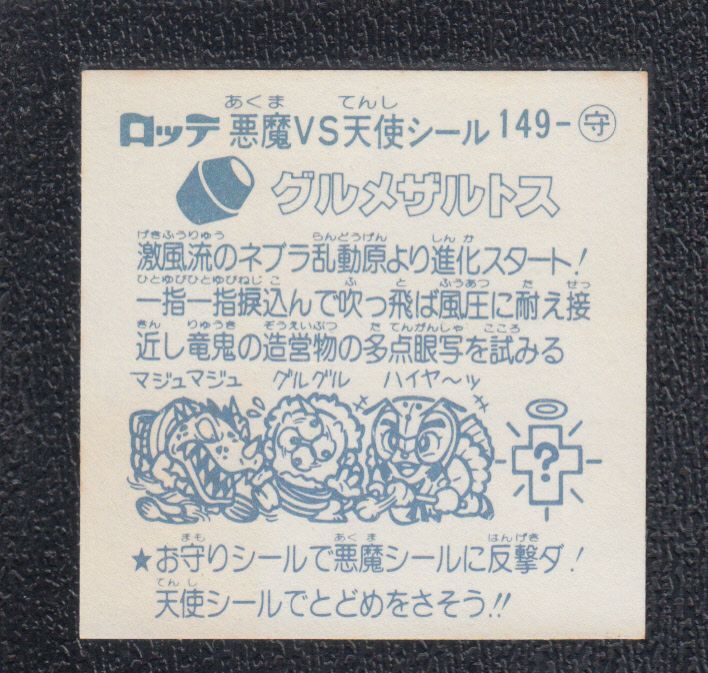 ロッテ 悪魔VS天使シール 149-守
あくま てんし
グルメザルトス
げきふうりゅう らんどうげん しんか
激風流のネブラ乱動原より進化スタート!
ひとゆびひとゆびねじこ ふ と ふうあつ た せっ
一指一指捩込んで吹っ飛ば風圧に耐え接
きん りゅうき ぞうえいぶつ た てんがんしゃ こころ
近し竜鬼の造営物の多点眼写を試みる
マジュマジュ グルグル ハイヤ〜ッ
?
まも あくま はんげき
★お守りシールで悪魔シールに反撃ダ!
てんし
天使シールでとどめをさそう!!